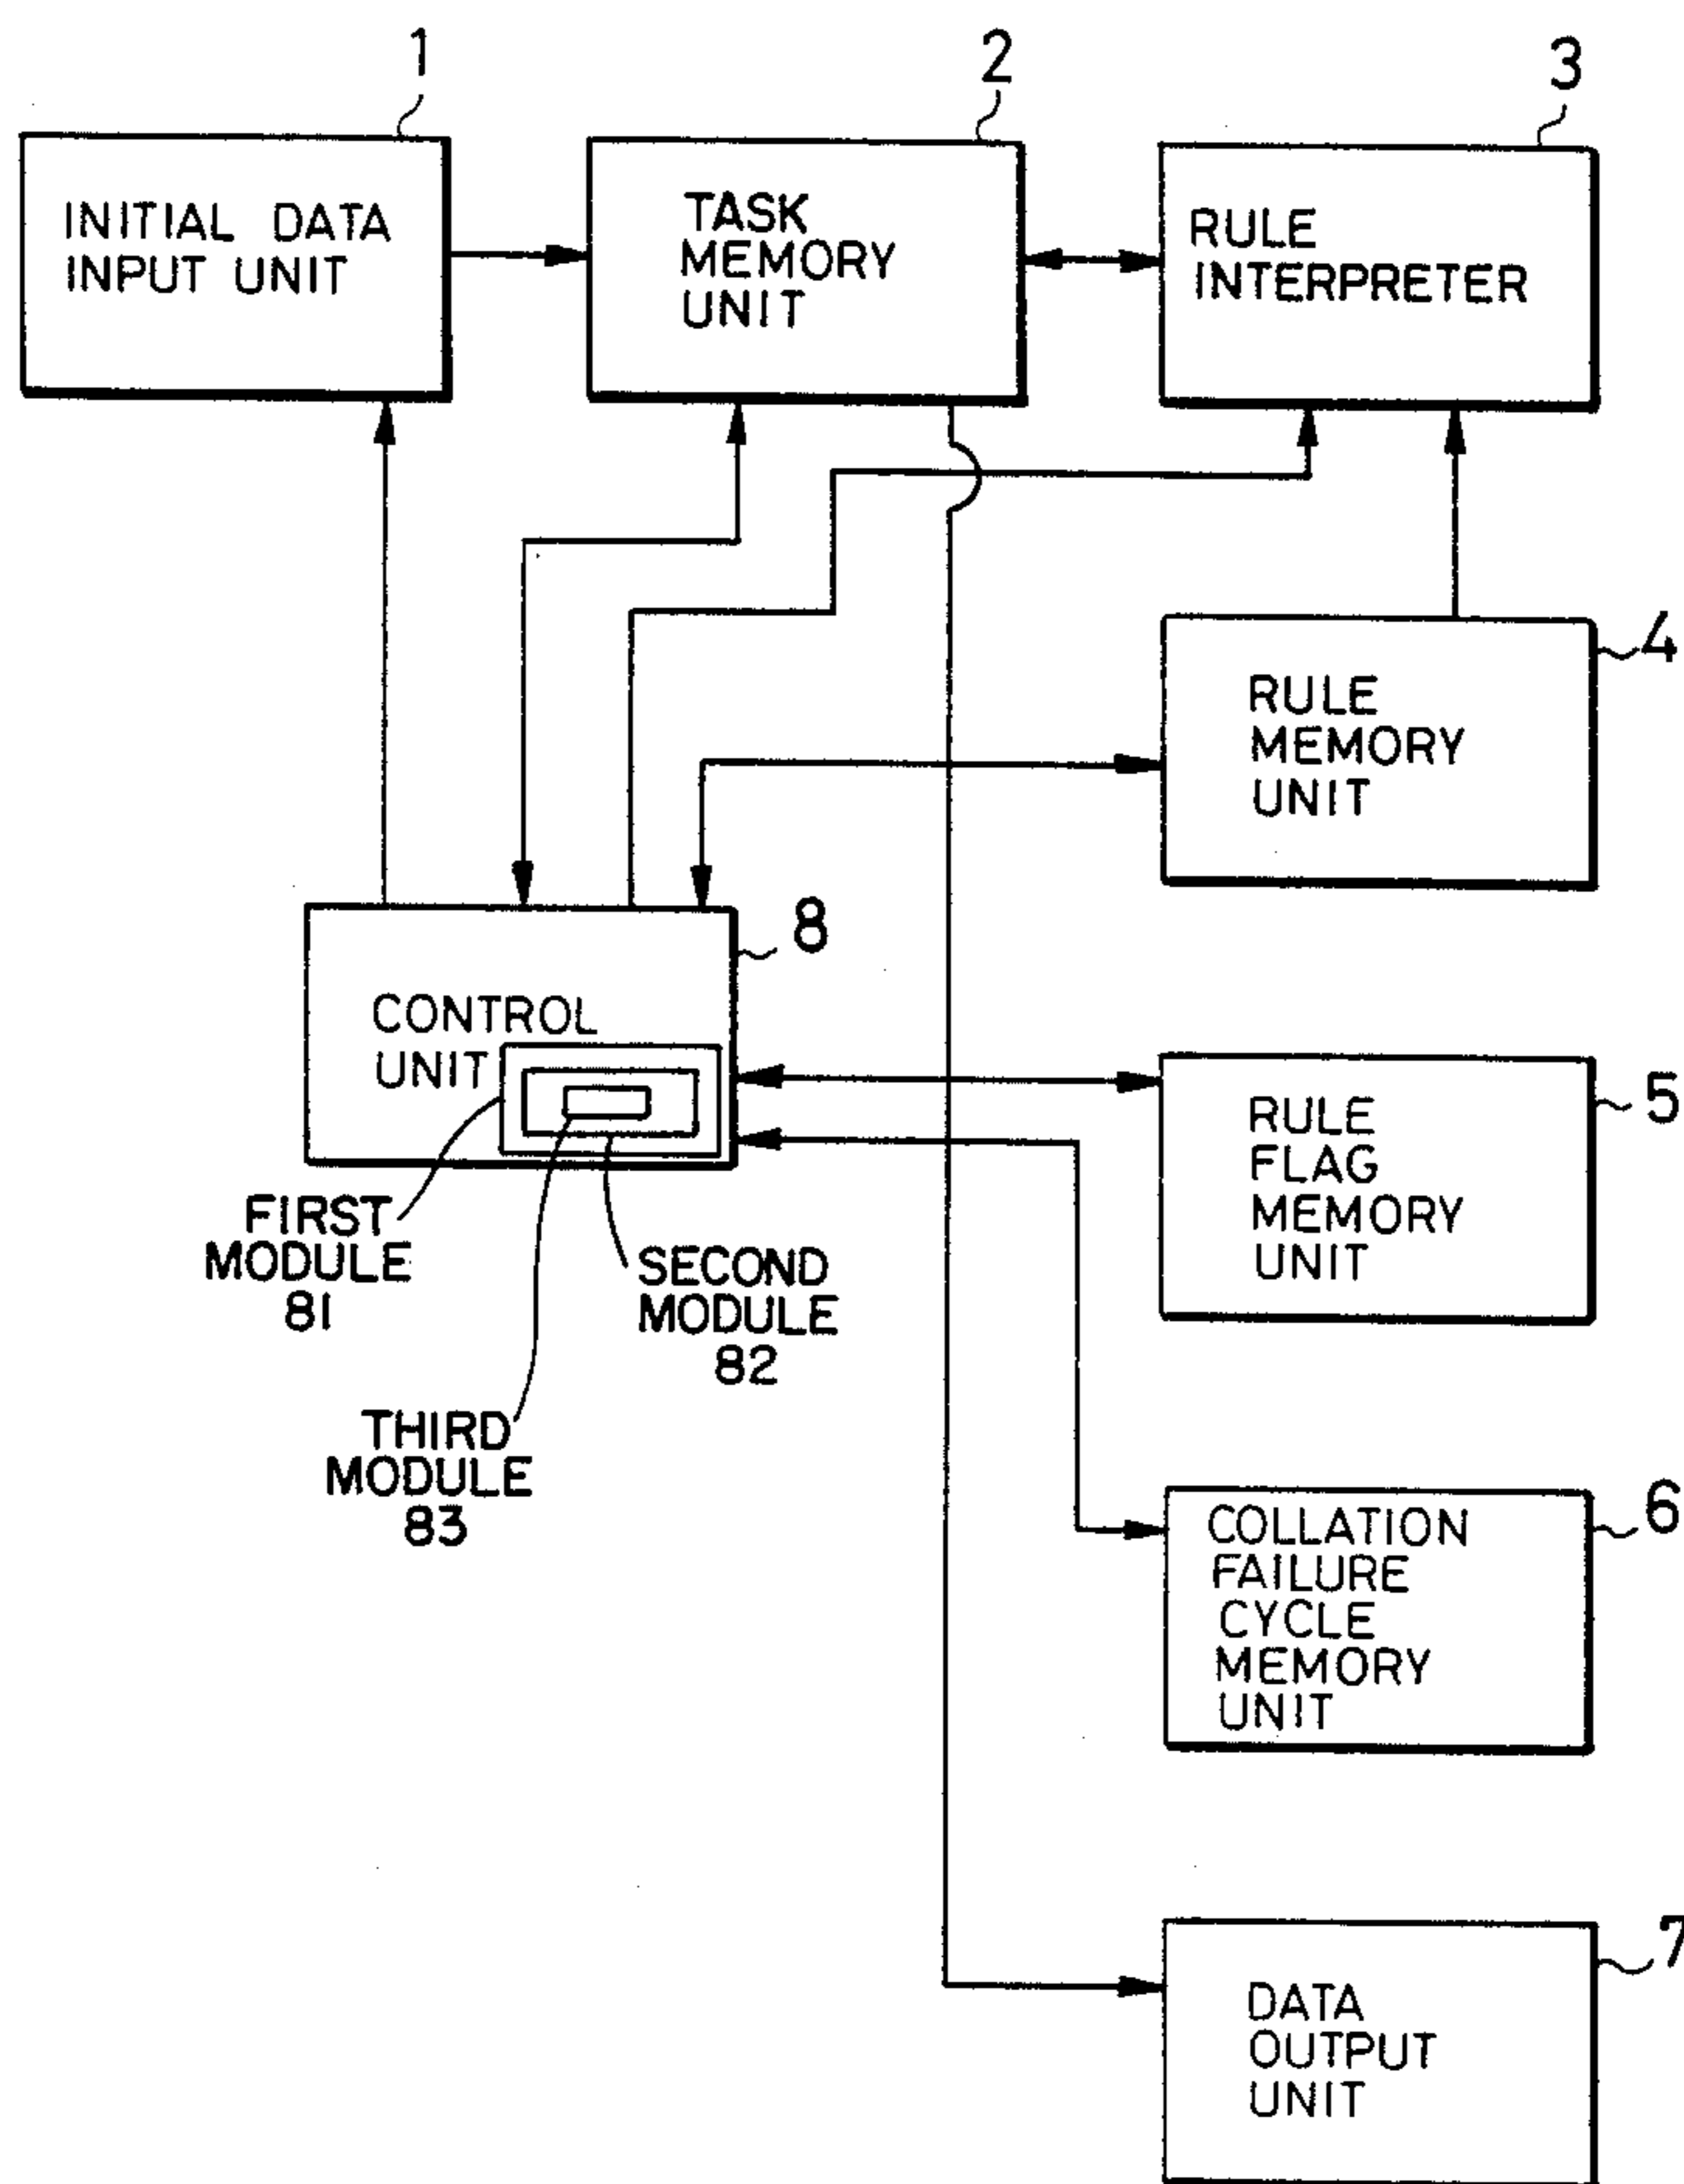 1
2
3
INITIAL DATA
INPUT UNIT
TASK
MEMORY
UNIT
RULE
INTERPRETER
4
RULE
MEMORY
UNIT
8
CONTROL
UNIT
5
RULE
FLAG
MEMORY
UNIT
FIRST
MODULE
81
SECOND
MODULE
82
THIRD
MODULE
83
6
COLLATION
FAILURE
CYCLE
MEMORY
UNIT
7
DATA
OUTPUT
UNIT